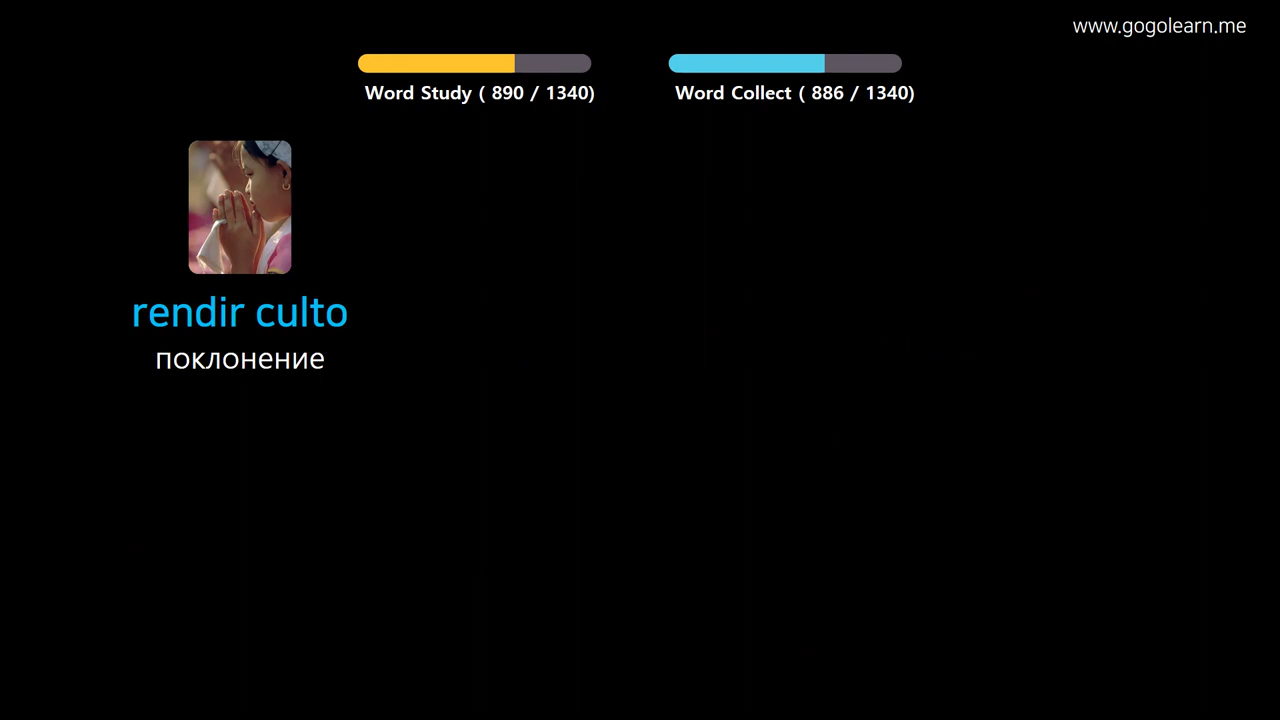 www.gogolearn.me
Word Study ( 890 / 1340)
Word Collect ( 886 / 1340)
rendir culto
поклонение